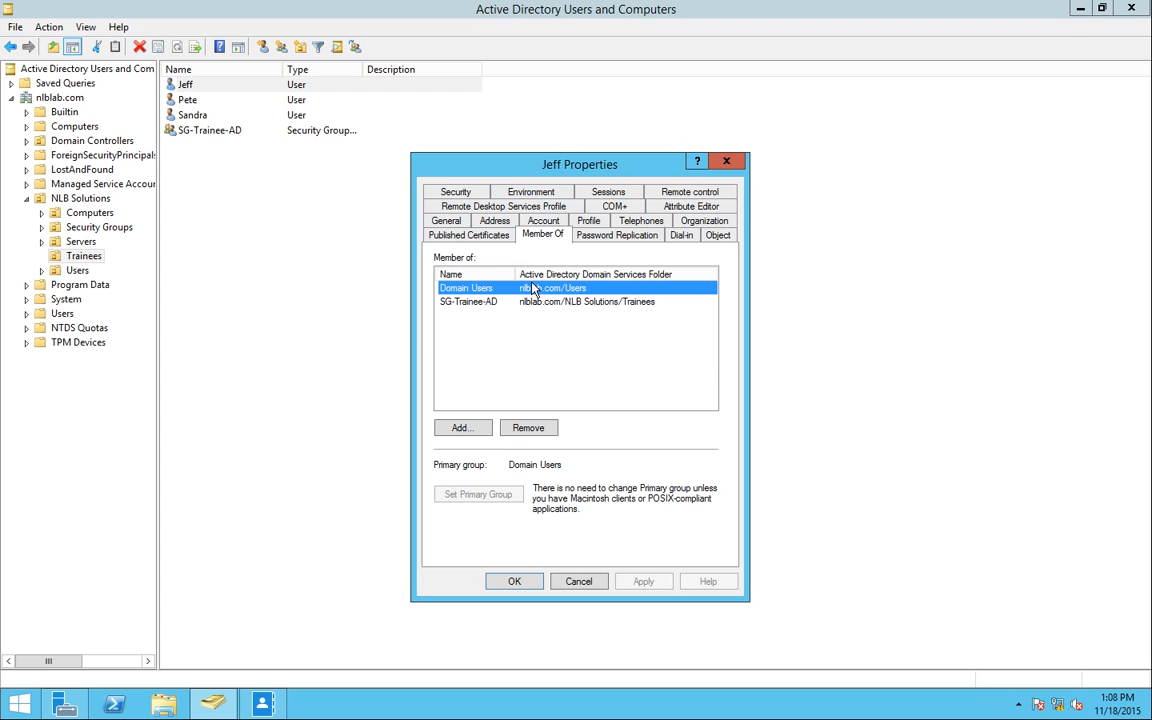 Active Directory Users and Computers
File Action View Help
Active Directory Users and Com
Saved Queries
nlblab.com
Builtin
Computers
Domain Controllers
ForeignSecurityPrincipals
LostAndFound
Managed Service Accour
NLB Solutions
Computers
Security Groups
Servers
Trainees
Users
Program Data
System
Users
NTDS Quotas
TPM Devices
Name Type Description
Jeff User
Pete User
Sandra User
SG-Trainee-AD Security Group...
Jeff Properties
? x
Security Environment Sessions Remote control
Remote Desktop Services Profile COM+ Attribute Editor
General Address Account Profile Telephones Organization
Published Certificates Member Of Password Replication Dial-in Object
Member of:
Name Active Directory Domain Services Folder
Domain Users nlblab.com/Users
SG-Trainee-AD nlblab.com/NLB Solutions/Trainees
Add... Remove
Primary group: Domain Users
Set Primary Group
There is no need to change Primary group unless
you have Macintosh clients or POSIX-compliant
applications.
OK Cancel Apply Help
1:08 PM
11/18/2015